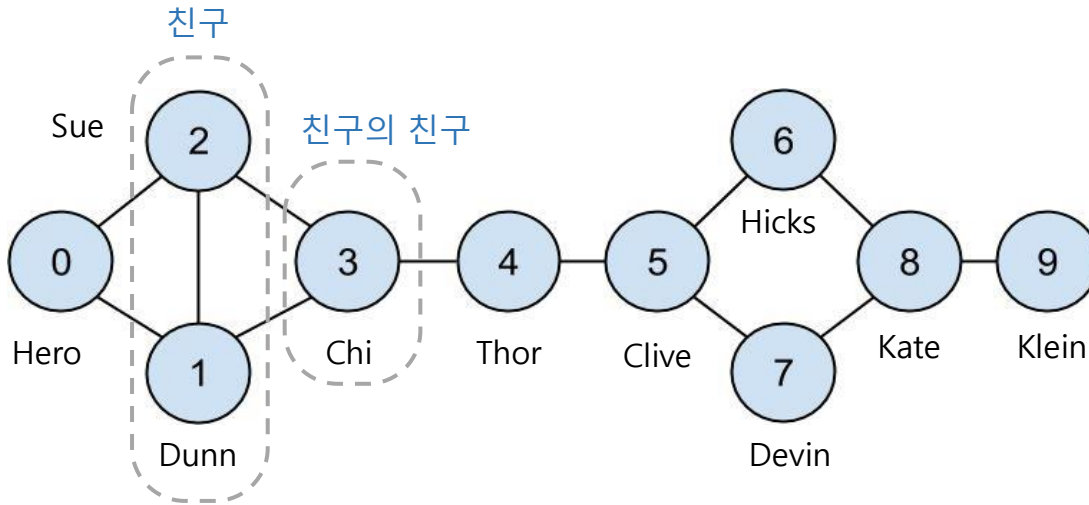 친구
Sue
2
친구의 친구
6
Hicks
0
3
4
5
8
9
Hero
1
Chi
Thor
Clive
7
Kate
Klein
Dunn
Devin